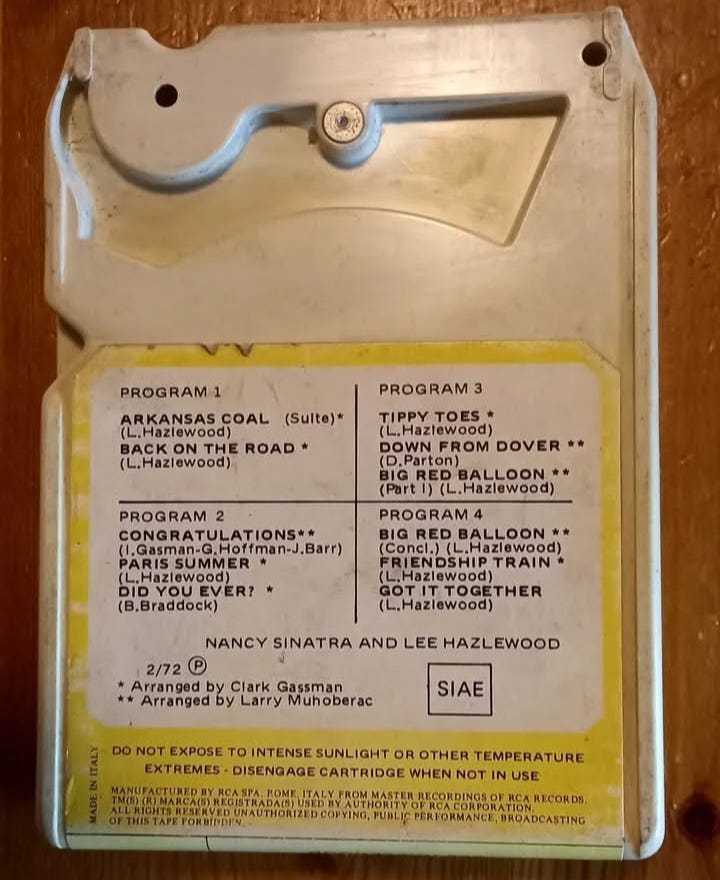 PROGRAM 1
ARKANSAS COAL (Suite)*
(L.Hazlewood)
BACK ON THE ROAD *
(L.Hazlewood)
PROGRAM 3
TIPPY TOES *
(L.Hazlewood)
DOWN FROM DOVER **
(D.Parton)
BIG RED BALLOON **
(Part I) (L.Hazlewood)
PROGRAM 2
CONGRATULATIONS**
(I.Gasman-G.Hoffman-J.Barr)
PARIS SUMMER *
(L.Hazlewood)
DID YOU EVER? *
(B.Braddock)
PROGRAM 4
BIG RED BALLOON **
(Concl.) (L.Hazlewood)
FRIENDSHIP TRAIN *
(L.Hazlewood)
GOT IT TOGETHER
(L.Hazlewood)
NANCY SINATRA AND LEE HAZLEWOOD
2/72 Ⓟ
* Arranged by Clark Gassman
** Arranged by Larry Muhoberac
SIAE
MADE IN ITALY
DO NOT EXPOSE TO INTENSE SUNLIGHT OR OTHER TEMPERATURE
EXTREMES - DISENGAGE CARTRIDGE WHEN NOT IN USE
MANUFACTURED BY RCA SPA. ROME, ITALY FROM MASTER RECORDINGS OF RCA RECORDS.
TM(S) (R) MARCA(S) REGISTRADA(S) USED BY AUTHORITY OF RCA CORPORATION.
ALL RIGHTS RESERVED UNAUTHORIZED COPYING, PUBLIC PERFORMANCE, BROADCASTING
OF THIS TAPE FORBIDDEN.